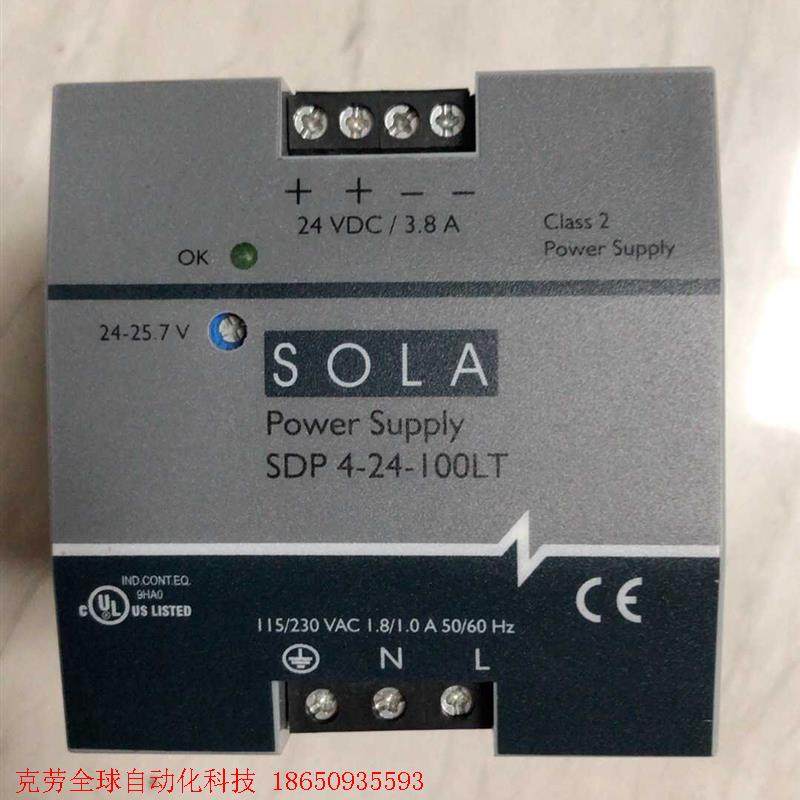 + + − −
24 VDC / 3.8 A
Class 2
Power Supply
OK
24-25.7 V
SOLA
Power Supply
SDP 4-24-100LT
IND.CONT.EQ.
9HA0
c UL US LISTED
CE
115/230 VAC 1.8/1.0 A 50/60 Hz
N L
克劳全球自动化科技 18650935593